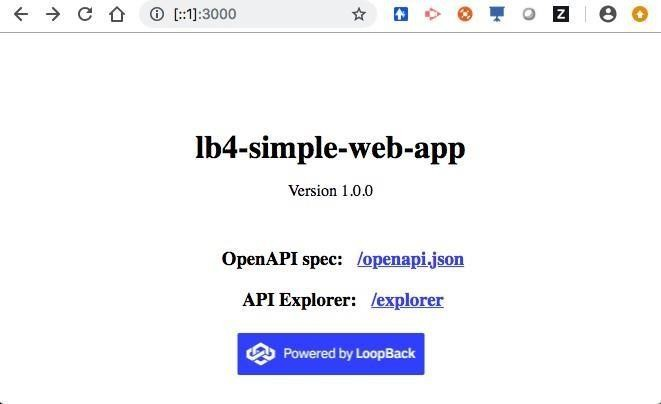 [::1]:3000
Z
lb4-simple-web-app
Version 1.0.0
OpenAPI spec: /openapi.json
API Explorer: /explorer
Powered by LoopBack